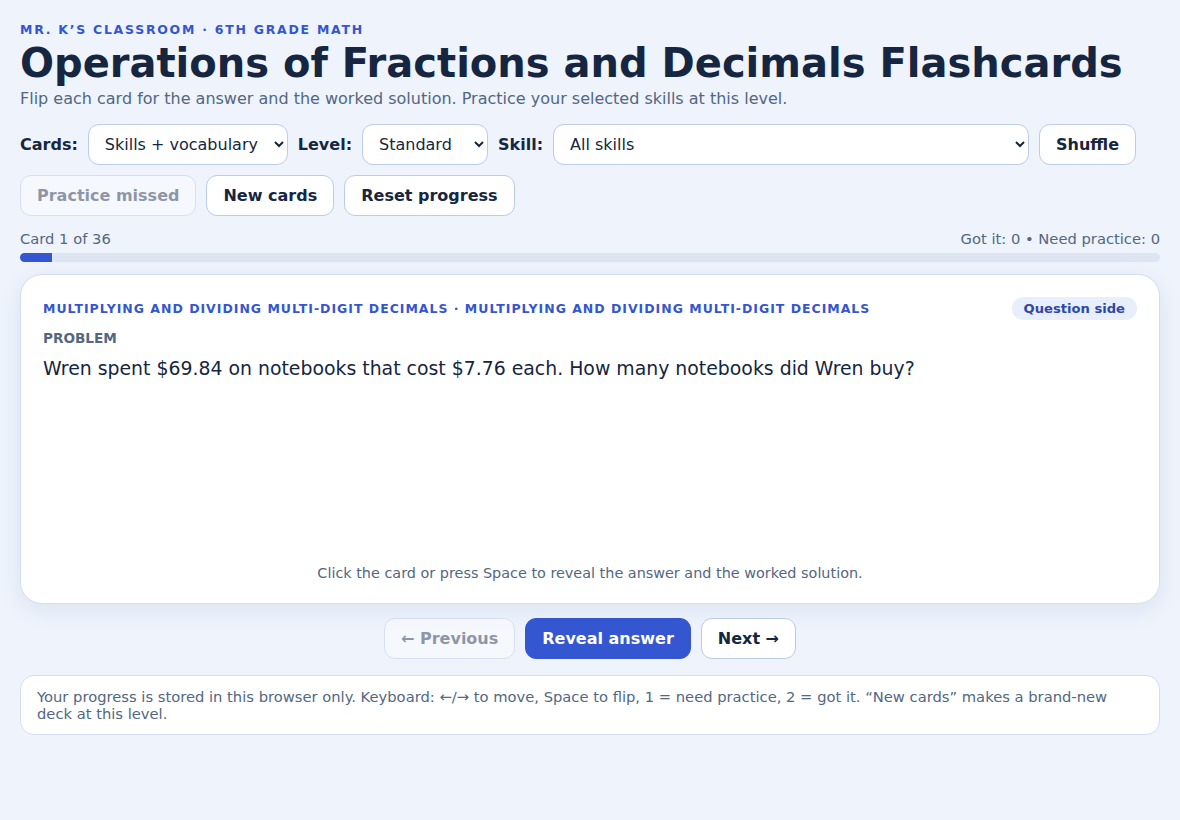 MR. K’S CLASSROOM · 6TH GRADE MATH
Operations of Fractions and Decimals Flashcards
Flip each card for the answer and the worked solution. Practice your selected skills at this level.
Cards: Skills + vocabulary Level: Standard Skill: All skills Shuffle
Practice missed New cards Reset progress
Card 1 of 36 Got it: 0 • Need practice: 0
MULTIPLYING AND DIVIDING MULTI-DIGIT DECIMALS · MULTIPLYING AND DIVIDING MULTI-DIGIT DECIMALS Question side
PROBLEM
Wren spent $69.84 on notebooks that cost $7.76 each. How many notebooks did Wren buy?
Click the card or press Space to reveal the answer and the worked solution.
← Previous Reveal answer Next →
Your progress is stored in this browser only. Keyboard: ←/→ to move, Space to flip, 1 = need practice, 2 = got it. “New cards” makes a brand-new
deck at this level.